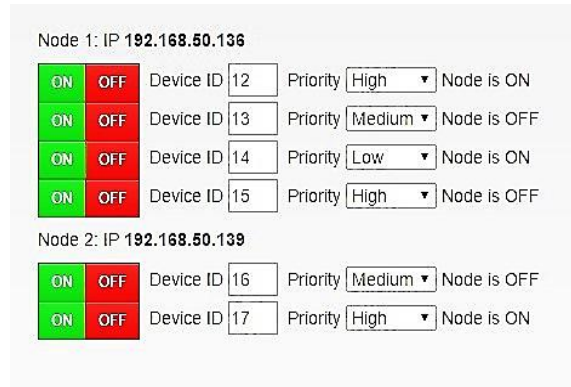 Node 1: IP 192.168.50.136
ON OFF Device ID 12 Priority High Node is ON
ON OFF Device ID 13 Priority Medium Node is OFF
ON OFF Device ID 14 Priority Low Node is ON
ON OFF Device ID 15 Priority High Node is OFF
Node 2: IP 192.168.50.139
ON OFF Device ID 16 Priority Medium Node is OFF
ON OFF Device ID 17 Priority High Node is ON